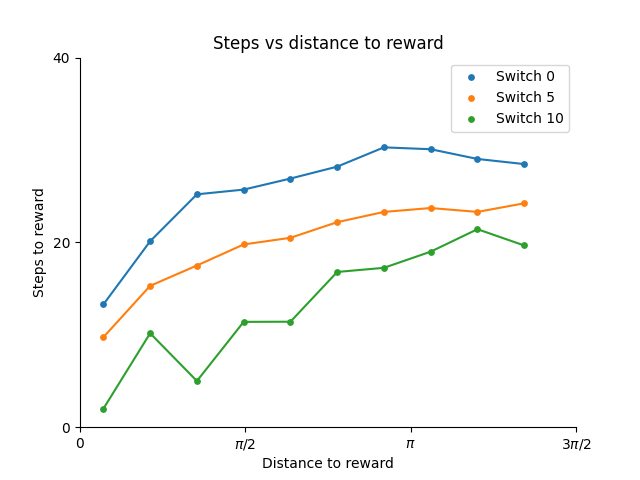 Steps vs distance to reward
40
Switch 0
Switch 5
Switch 10
20
Steps to reward
0
0 π/2 π 3π/2
Distance to reward